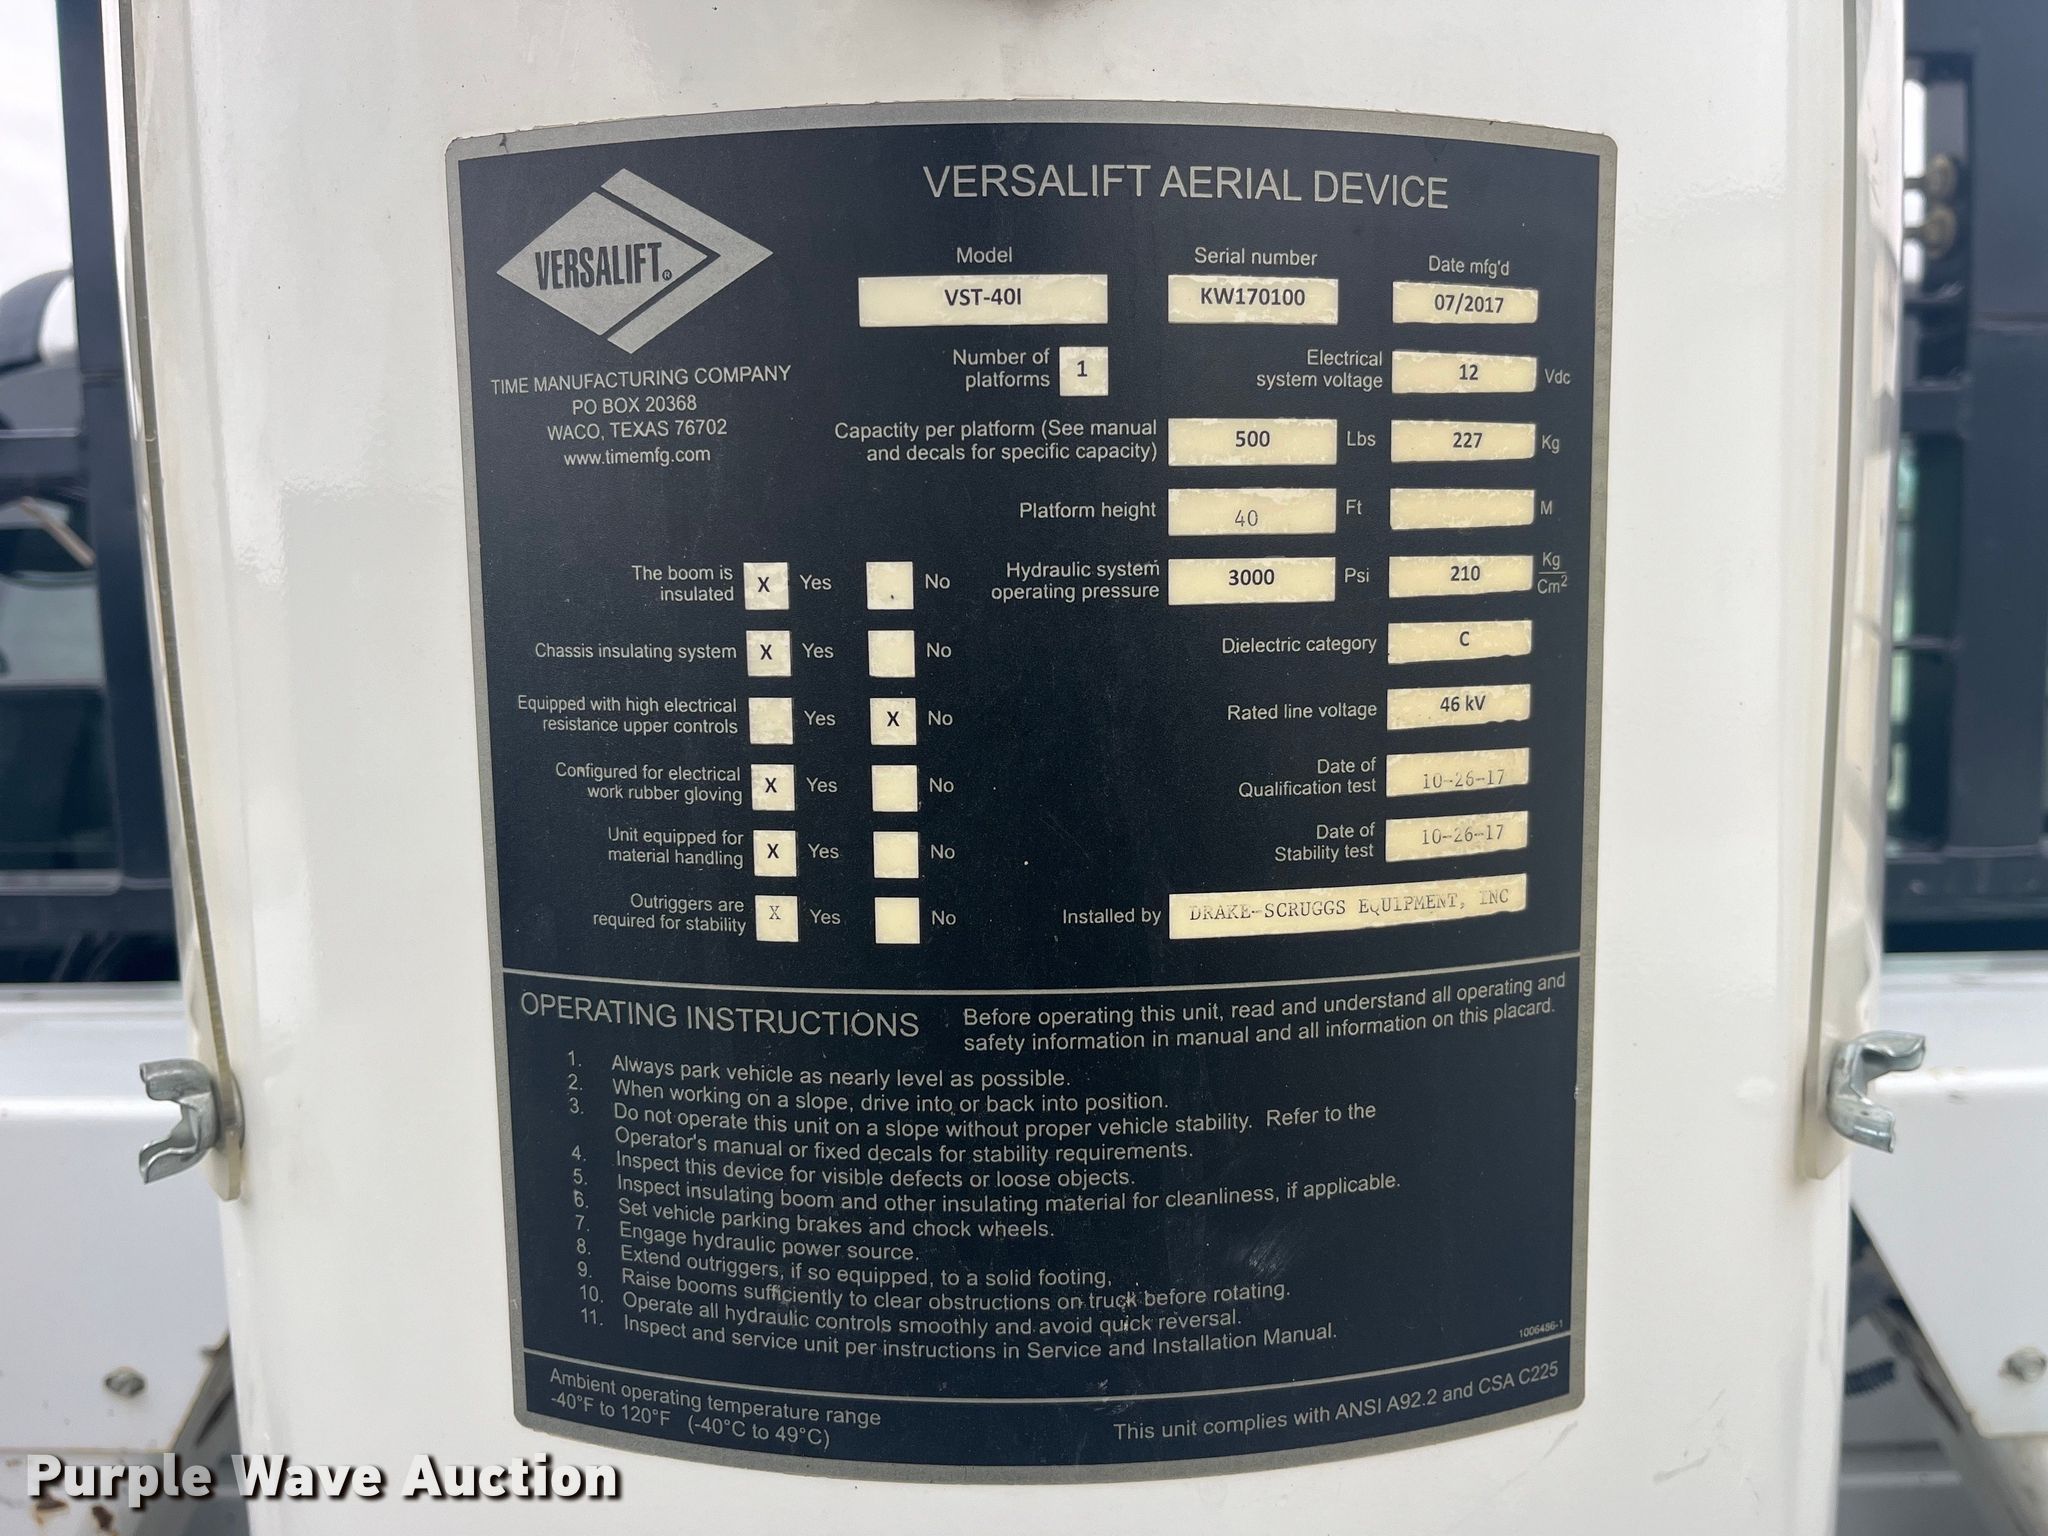 VERSALIFT AERIAL DEVICE
VERSALIFT®
TIME MANUFACTURING COMPANY
PO BOX 20368
WACO, TEXAS 76702
www.timemfg.com
Model
VST-40I
Serial number
KW170100
Date mfg'd
07/2017
Number of
platforms
1
Electrical
system voltage
12
Vdc
Capactity per platform (See manual
and decals for specific capacity)
500
Lbs
227
Kg
Platform height
40
Ft
M
Hydraulic system
operating pressure
3000
Psi
210
Kg
Cm²
Dielectric category
C
Rated line voltage
46 kV
Date of
Qualification test
10-26-17
Date of
Stability test
10-26-17
Installed by
DRAKE-SCRUGGS EQUIPMENT, INC
The boom is
insulated
X Yes No
Chassis insulating system X Yes No
Equipped with high electrical
resistance upper controls
Yes X No
Configured for electrical
work rubber gloving
X Yes No
Unit equipped for
material handling
X Yes No
Outriggers are
required for stability
X Yes No
OPERATING INSTRUCTIONS
Before operating this unit, read and understand all operating and
safety information in manual and all information on this placard.
1. Always park vehicle as nearly level as possible.
2. When working on a slope, drive into or back into position.
3. Do not operate this unit on a slope without proper vehicle stability. Refer to the
Operator's manual or fixed decals for stability requirements.
4. Inspect this device for visible defects or loose objects.
5. Inspect insulating boom and other insulating material for cleanliness, if applicable.
6. Set vehicle parking brakes and chock wheels.
7. Engage hydraulic power source.
8. Extend outriggers, if so equipped, to a solid footing,
9. Raise booms sufficiently to clear obstructions on truck before rotating.
10. Operate all hydraulic controls smoothly and avoid quick reversal.
11. Inspect and service unit per instructions in Service and Installation Manual.
1006486-1
Ambient operating temperature range
-40°F to 120°F (-40°C to 49°C)
This unit complies with ANSI A92.2 and CSA C225
Purple Wave Auction